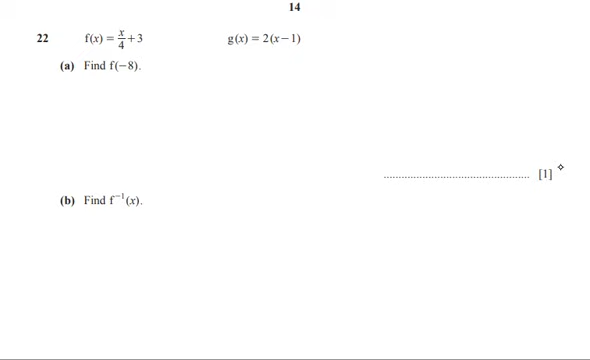 14
22 f(x) = x/4 + 3 g(x) = 2(x − 1)
(a) Find f(−8).
.................................................. [1]
(b) Find f⁻¹(x).